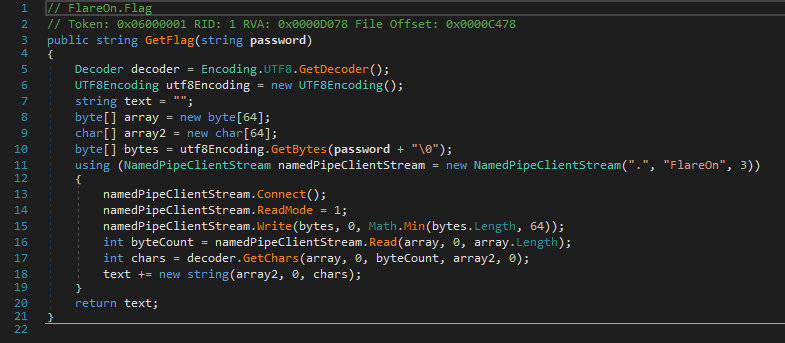 1 // FlareOn.Flag
2 // Token: 0x06000001 RID: 1 RVA: 0x0000D078 File Offset: 0x0000C478
3 public string GetFlag(string password)
4 {
5 Decoder decoder = Encoding.UTF8.GetDecoder();
6 UTF8Encoding utf8Encoding = new UTF8Encoding();
7 string text = "";
8 byte[] array = new byte[64];
9 char[] array2 = new char[64];
10 byte[] bytes = utf8Encoding.GetBytes(password + "\0");
11 using (NamedPipeClientStream namedPipeClientStream = new NamedPipeClientStream(".", "FlareOn", 3))
12 {
13 namedPipeClientStream.Connect();
14 namedPipeClientStream.ReadMode = 1;
15 namedPipeClientStream.Write(bytes, 0, Math.Min(bytes.Length, 64));
16 int byteCount = namedPipeClientStream.Read(array, 0, array.Length);
17 int chars = decoder.GetChars(array, 0, byteCount, array2, 0);
18 text += new string(array2, 0, chars);
19 }
20 return text;
21 }
22